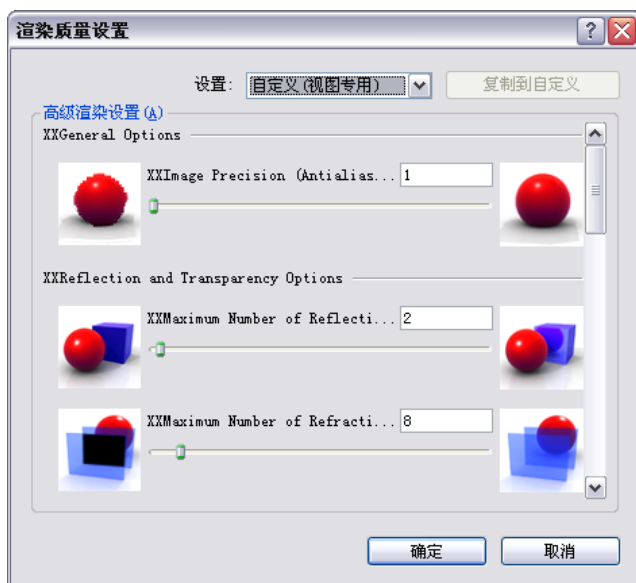 渲染质量设置
设置: 自定义(视图专用) 复制到自定义
高级渲染设置(A)
XXGeneral Options
XXImage Precision (Antialias... 1
XXReflection and Transparency Options
XXMaximum Number of Reflecti... 2
XXMaximum Number of Refracti... 8
确定 取消